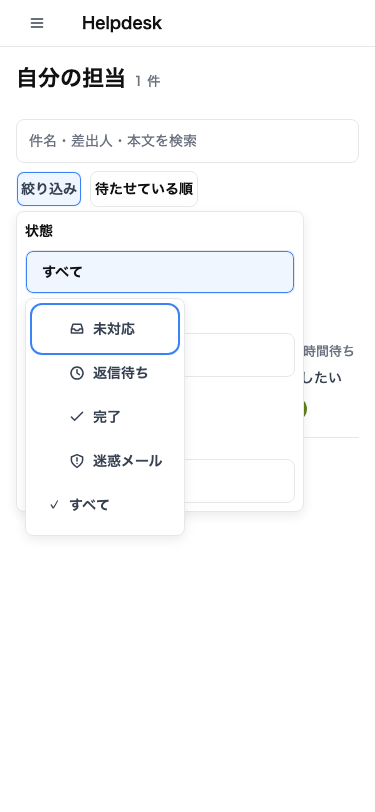 Helpdesk
自分の担当 1 件
件名・差出人・本文を検索
絞り込み 待たせている順
状態
すべて
未対応
時間待ち
返信待ち
したい
完了
迷惑メール
✓ すべて